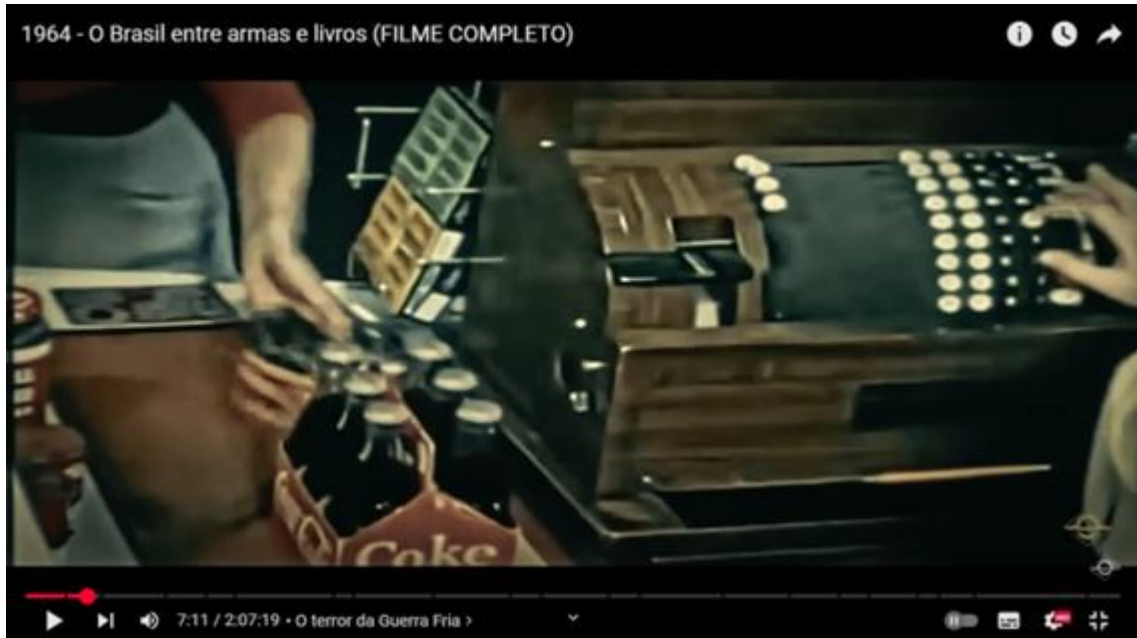 1964 - O Brasil entre armas e livros (FILME COMPLETO)
Coke
7:11 / 2:07:19 • O terror da Guerra Fria >